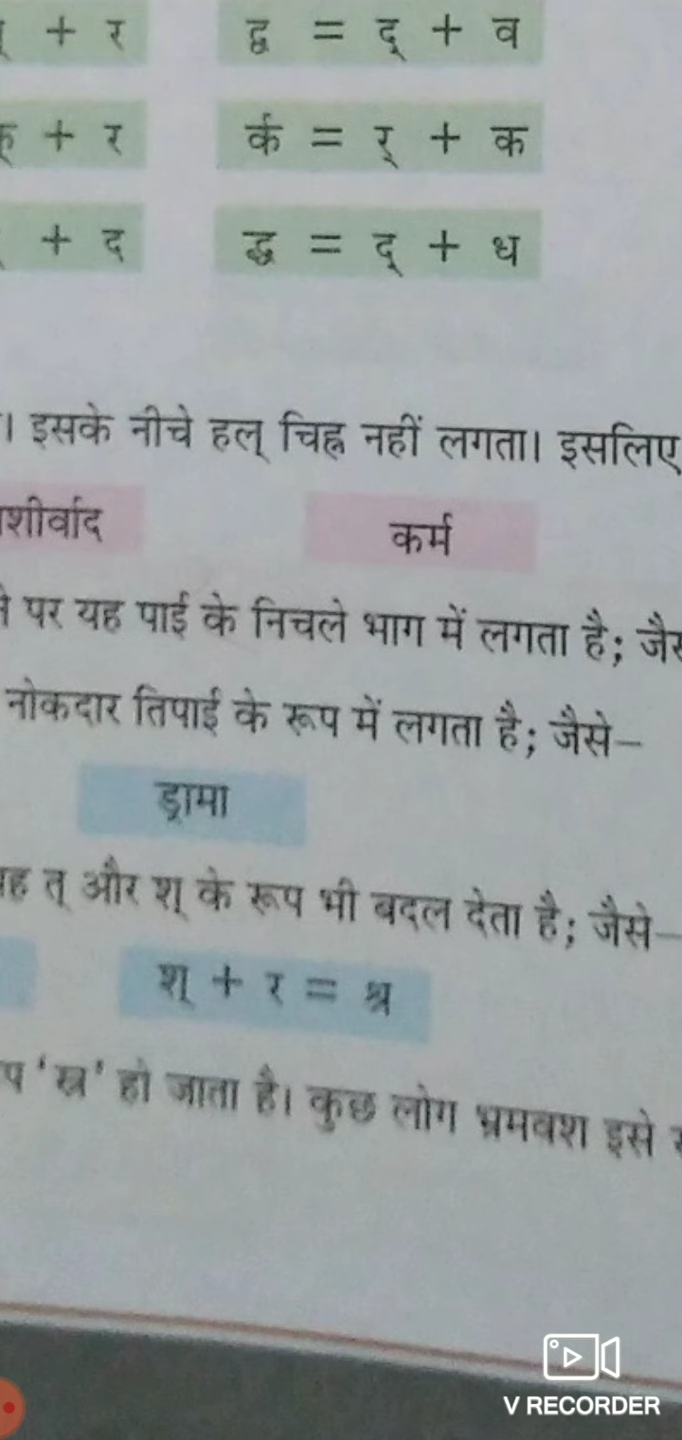 + र द्व = द् + व
+ र र्क = र् + क
+ द द्ध = द् + ध
। इसके नीचे हल् चिह्न नहीं लगता। इसलिए
कर्म
पर यह पाई के निचले भाग में लगता है;
नोकदार तिपाई के रूप में लगता है; जैसे–
ड्रामा
त् और श् के रूप भी बदल देता है; जैसे–
श् + र = श्र
हो जाता है। कुछ लोग भ्रमवश इसे
V RECORDER